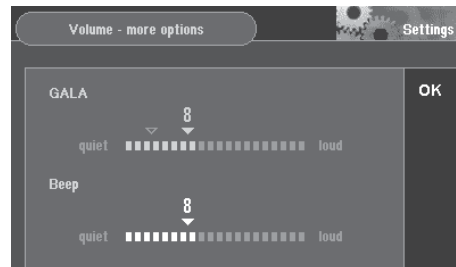 Volume - more options
Settings
GALA
OK
8
quiet loud
Beep
8
quiet loud